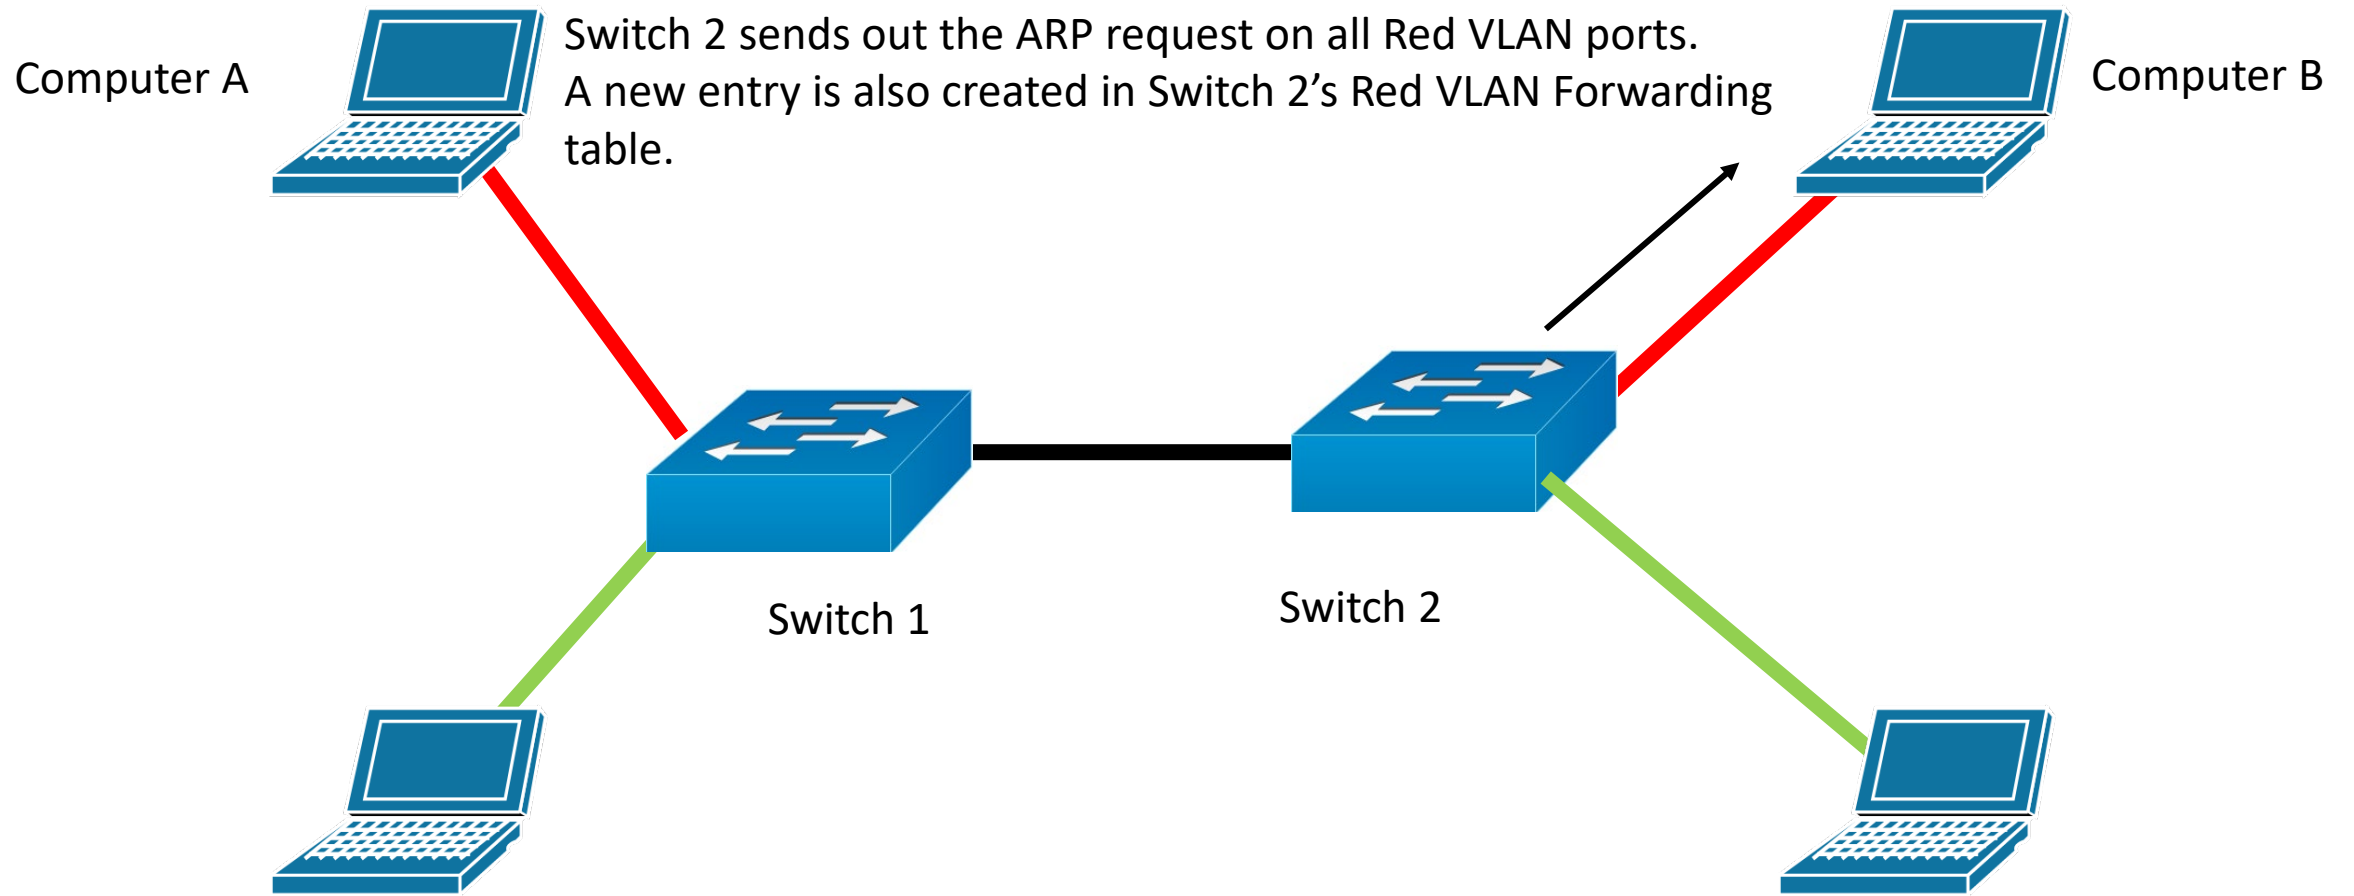 Computer A
Switch 2 sends out the ARP request on all Red VLAN ports.
A new entry is also created in Switch 2’s Red VLAN Forwarding
table.
Computer B
Switch 1
Switch 2